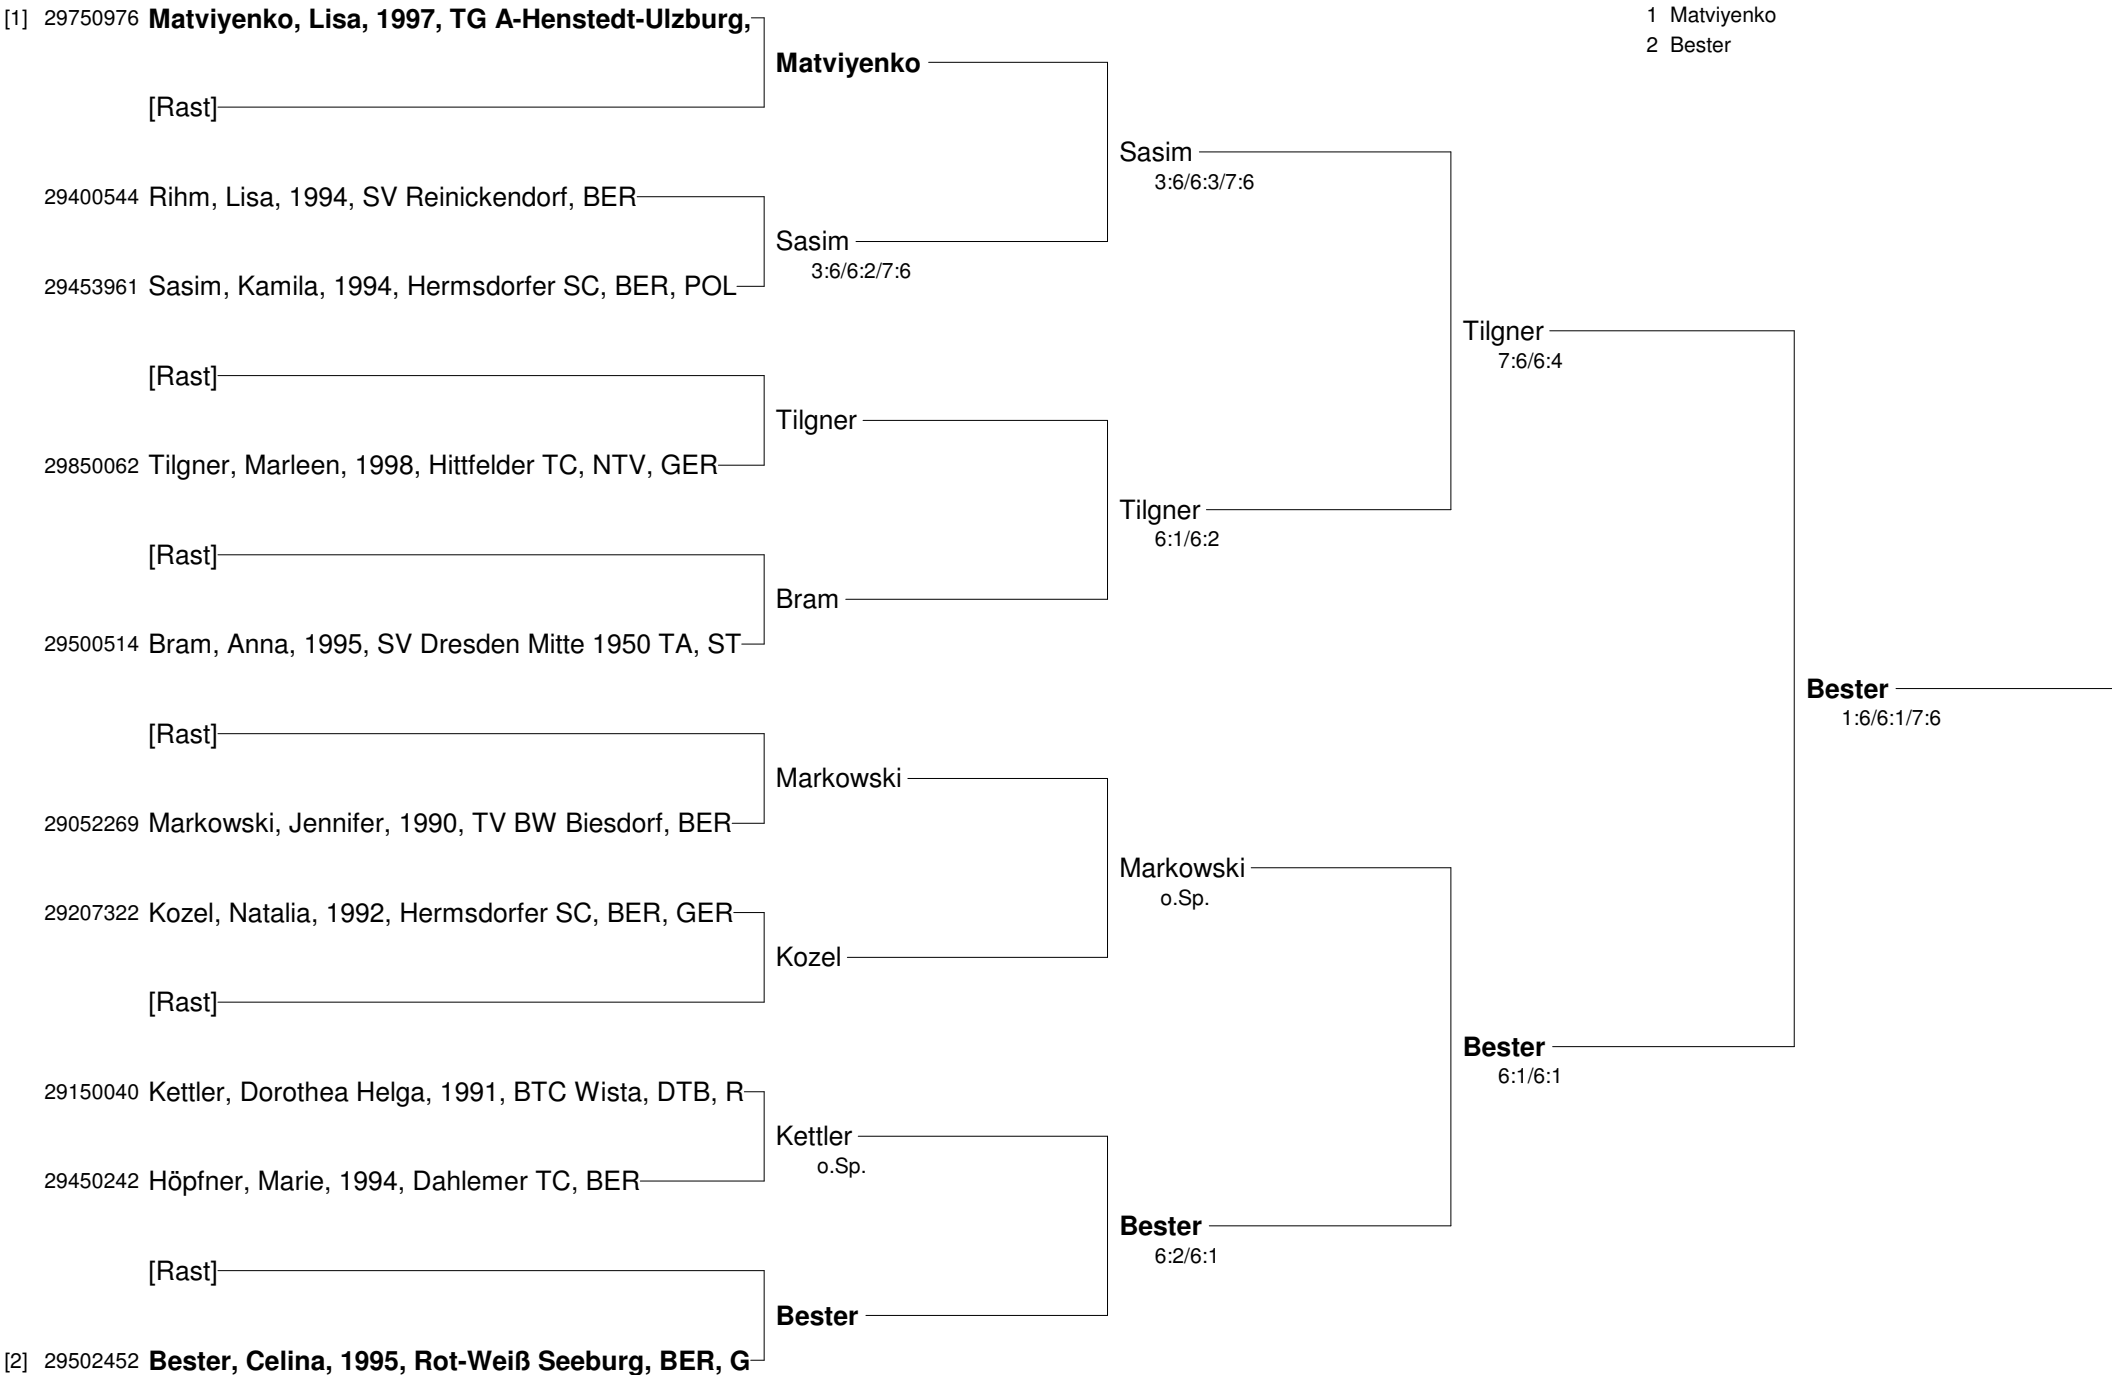 [1] 29750976 Matviyenko, Lisa, 1997, TG A-Henstedt-Ulzburg,
1 Matviyenko
2 Bester
Matviyenko
[Rast]
Sasim
3:6/6:3/7:6
29400544 Rihm, Lisa, 1994, SV Reinickendorf, BER
Sasim
3:6/6:2/7:6
29453961 Sasim, Kamila, 1994, Hermsdorfer SC, BER, POL
Tilgner
7:6/6:4
[Rast]
Tilgner
29850062 Tilgner, Marleen, 1998, Hittfelder TC, NTV, GER
Tilgner
6:1/6:2
[Rast]
Bram
29500514 Bram, Anna, 1995, SV Dresden Mitte 1950 TA, ST
Bester
1:6/6:1/7:6
[Rast]
Markowski
29052269 Markowski, Jennifer, 1990, TV BW Biesdorf, BER
Markowski
o.Sp.
29207322 Kozel, Natalia, 1992, Hermsdorfer SC, BER, GER
Kozel
[Rast]
Bester
6:1/6:1
29150040 Kettler, Dorothea Helga, 1991, BTC Wista, DTB, R
Kettler
o.Sp.
29450242 Höpfner, Marie, 1994, Dahlemer TC, BER
Bester
6:2/6:1
[Rast]
Bester
[2] 29502452 Bester, Celina, 1995, Rot-Weiß Seeburg, BER, G